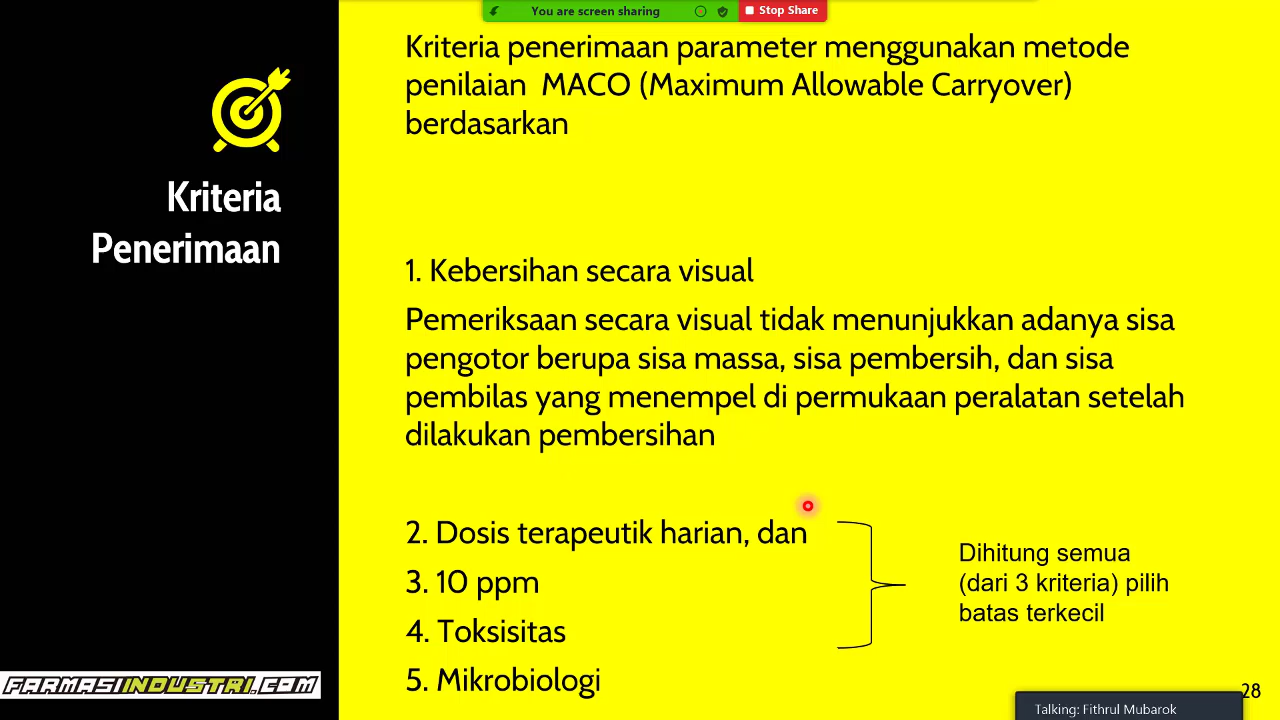 You are screen sharing
Stop Share
Kriteria penerimaan parameter menggunakan metode
penilaian MACO (Maximum Allowable Carryover)
berdasarkan
Kriteria
Penerimaan
1. Kebersihan secara visual
Pemeriksaan secara visual tidak menunjukkan adanya sisa
pengotor berupa sisa massa, sisa pembersih, dan sisa
pembilas yang menempel di permukaan peralatan setelah
dilakukan pembersihan
2. Dosis terapeutik harian, dan
3. 10 ppm
4. Toksisitas
5. Mikrobiologi
Dihitung semua
(dari 3 kriteria) pilih
batas terkecil
FARMASIINDUSTRI.COM
28
Talking: Fithrul Mubarok